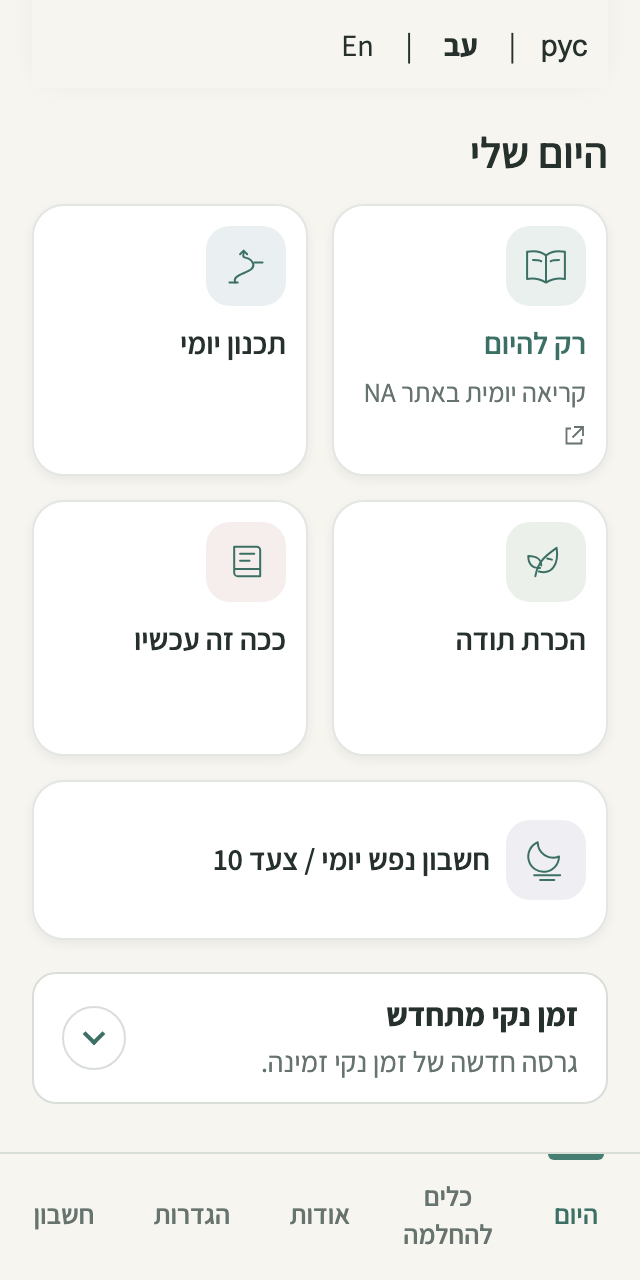 рус | עב | En
היום שלי
רק להיום
קריאה יומית באתר NA
תכנון יומי
הכרת תודה
ככה זה עכשיו
חשבון נפש יומי / צעד 10
זמן נקי מתחדש
גרסה חדשה של זמן נקי זמינה.
היום
כלים
להחלמה
אודות
הגדרות
חשבון